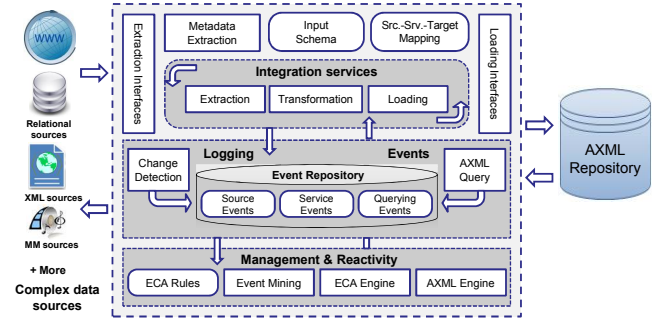 WWW
Relational
sources
XML sources
MM sources
+ More
Complex data
sources
Extraction Interfaces
Metadata
Extraction
Input
Schema
Src.-Srv.-Target
Mapping
Loading Interfaces
Integration services
Extraction
Transformation
Loading
Logging
Events
Change
Detection
Event Repository
AXML
Query
Source
Events
Service
Events
Querying
Events
Management & Reactivity
ECA Rules
Event Mining
ECA Engine
AXML Engine
AXML
Repository